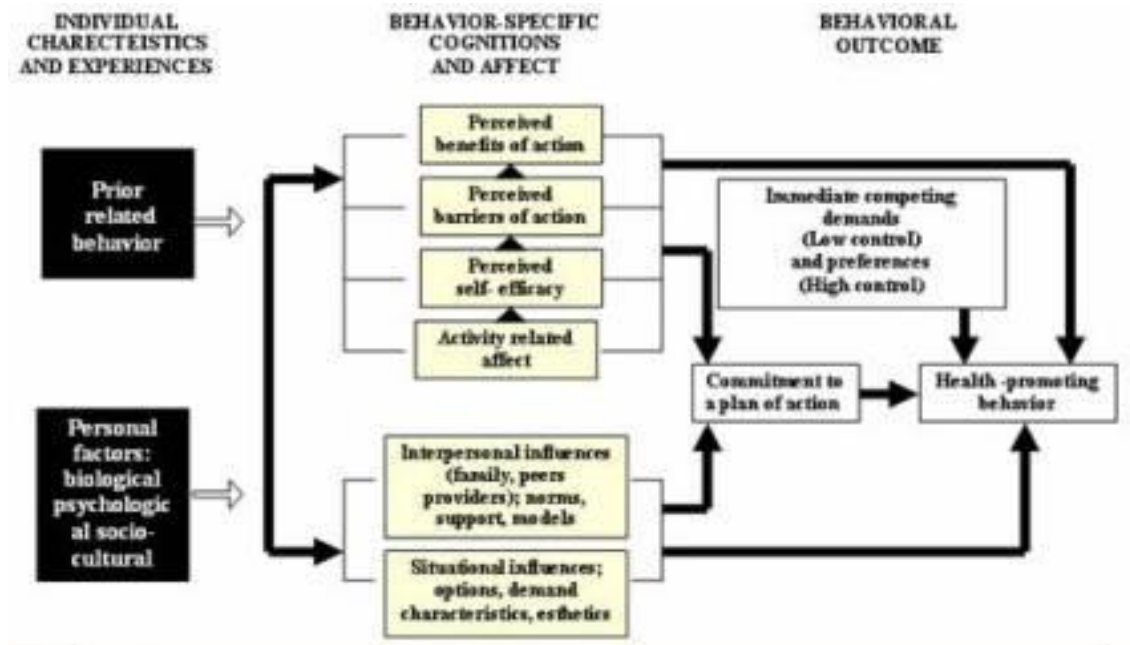 INDIVIDUAL
CHARECTEISTICS
AND EXPERIENCES
BEHAVIOR-SPECIFIC
COGNITIONS
AND AFFECT
BEHAVIORAL
OUTCOME
Prior
related
behavior
Personal
factors:
biological
psychologic
al socio-
cultural
Perceived
benefits of action
Perceived
barriers of action
Perceived
self- efficacy
Activity related
affect
Interpersonal influences
(family, peers
providers); norms,
support, models
Situational influences;
options, demand
characteristics, esthetics
Immediate competing
demands
(Low control)
and preferences
(High control)
Commitment to
a plan of action
Health -promoting
behavior